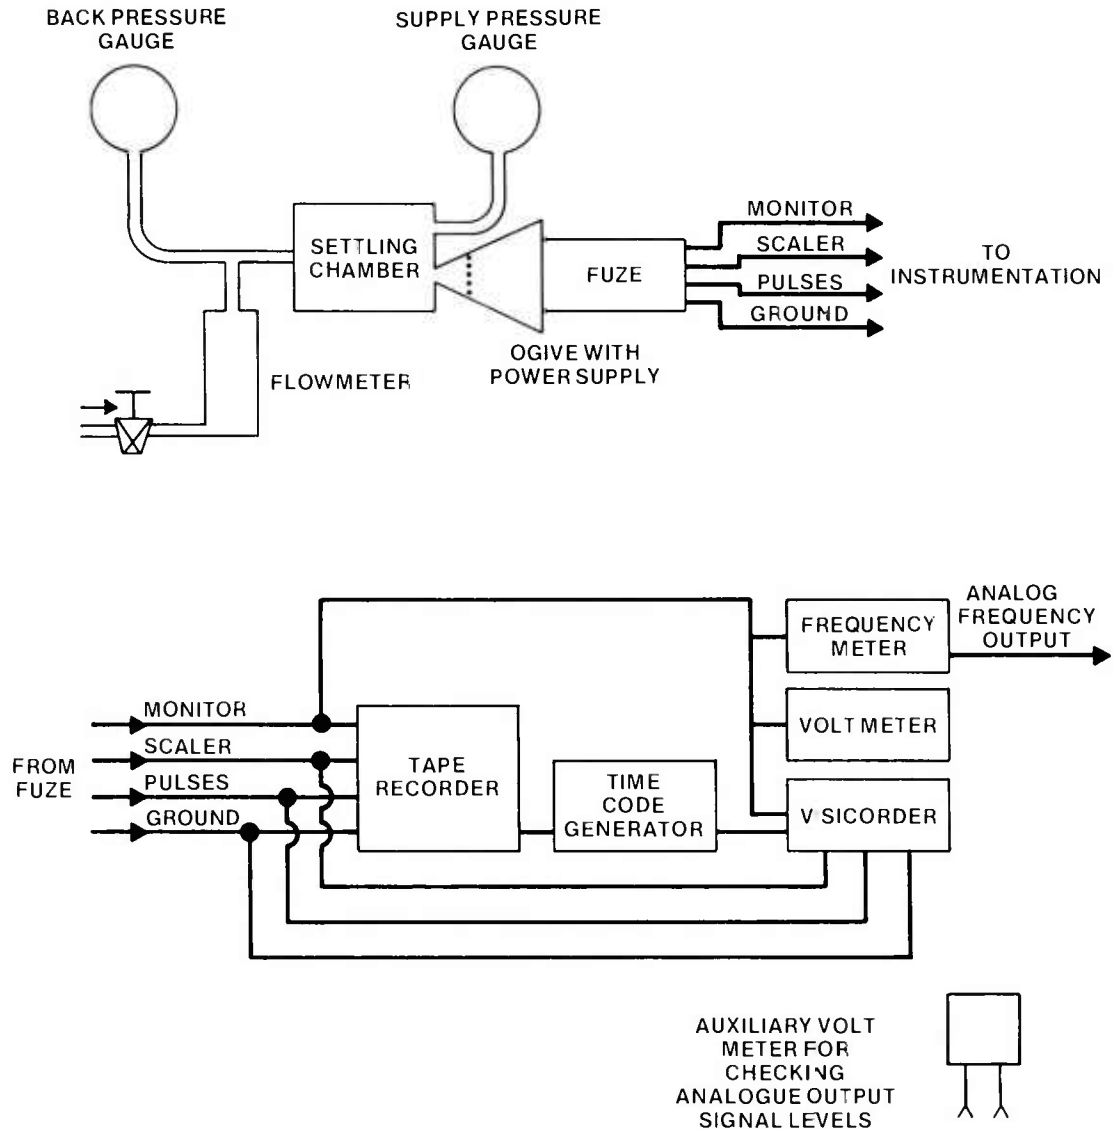 BACK PRESSURE
GAUGE
SUPPLY PRESSURE
GAUGE
SETTLING
CHAMBER
FUZE
MONITOR
SCALER
PULSES
GROUND
TO
INSTRUMENTATION
OGIVE WITH
POWER SUPPLY
FLOWMETER
ANALOG
FREQUENCY
OUTPUT
FREQUENCY
METER
VOLT METER
V SICORDER
FROM
FUZE
MONITOR
SCALER
PULSES
GROUND
TAPE
RECORDER
TIME
CODE
GENERATOR
AUXILIARY VOLT
METER FOR
CHECKING
ANALOGUE OUTPUT
SIGNAL LEVELS